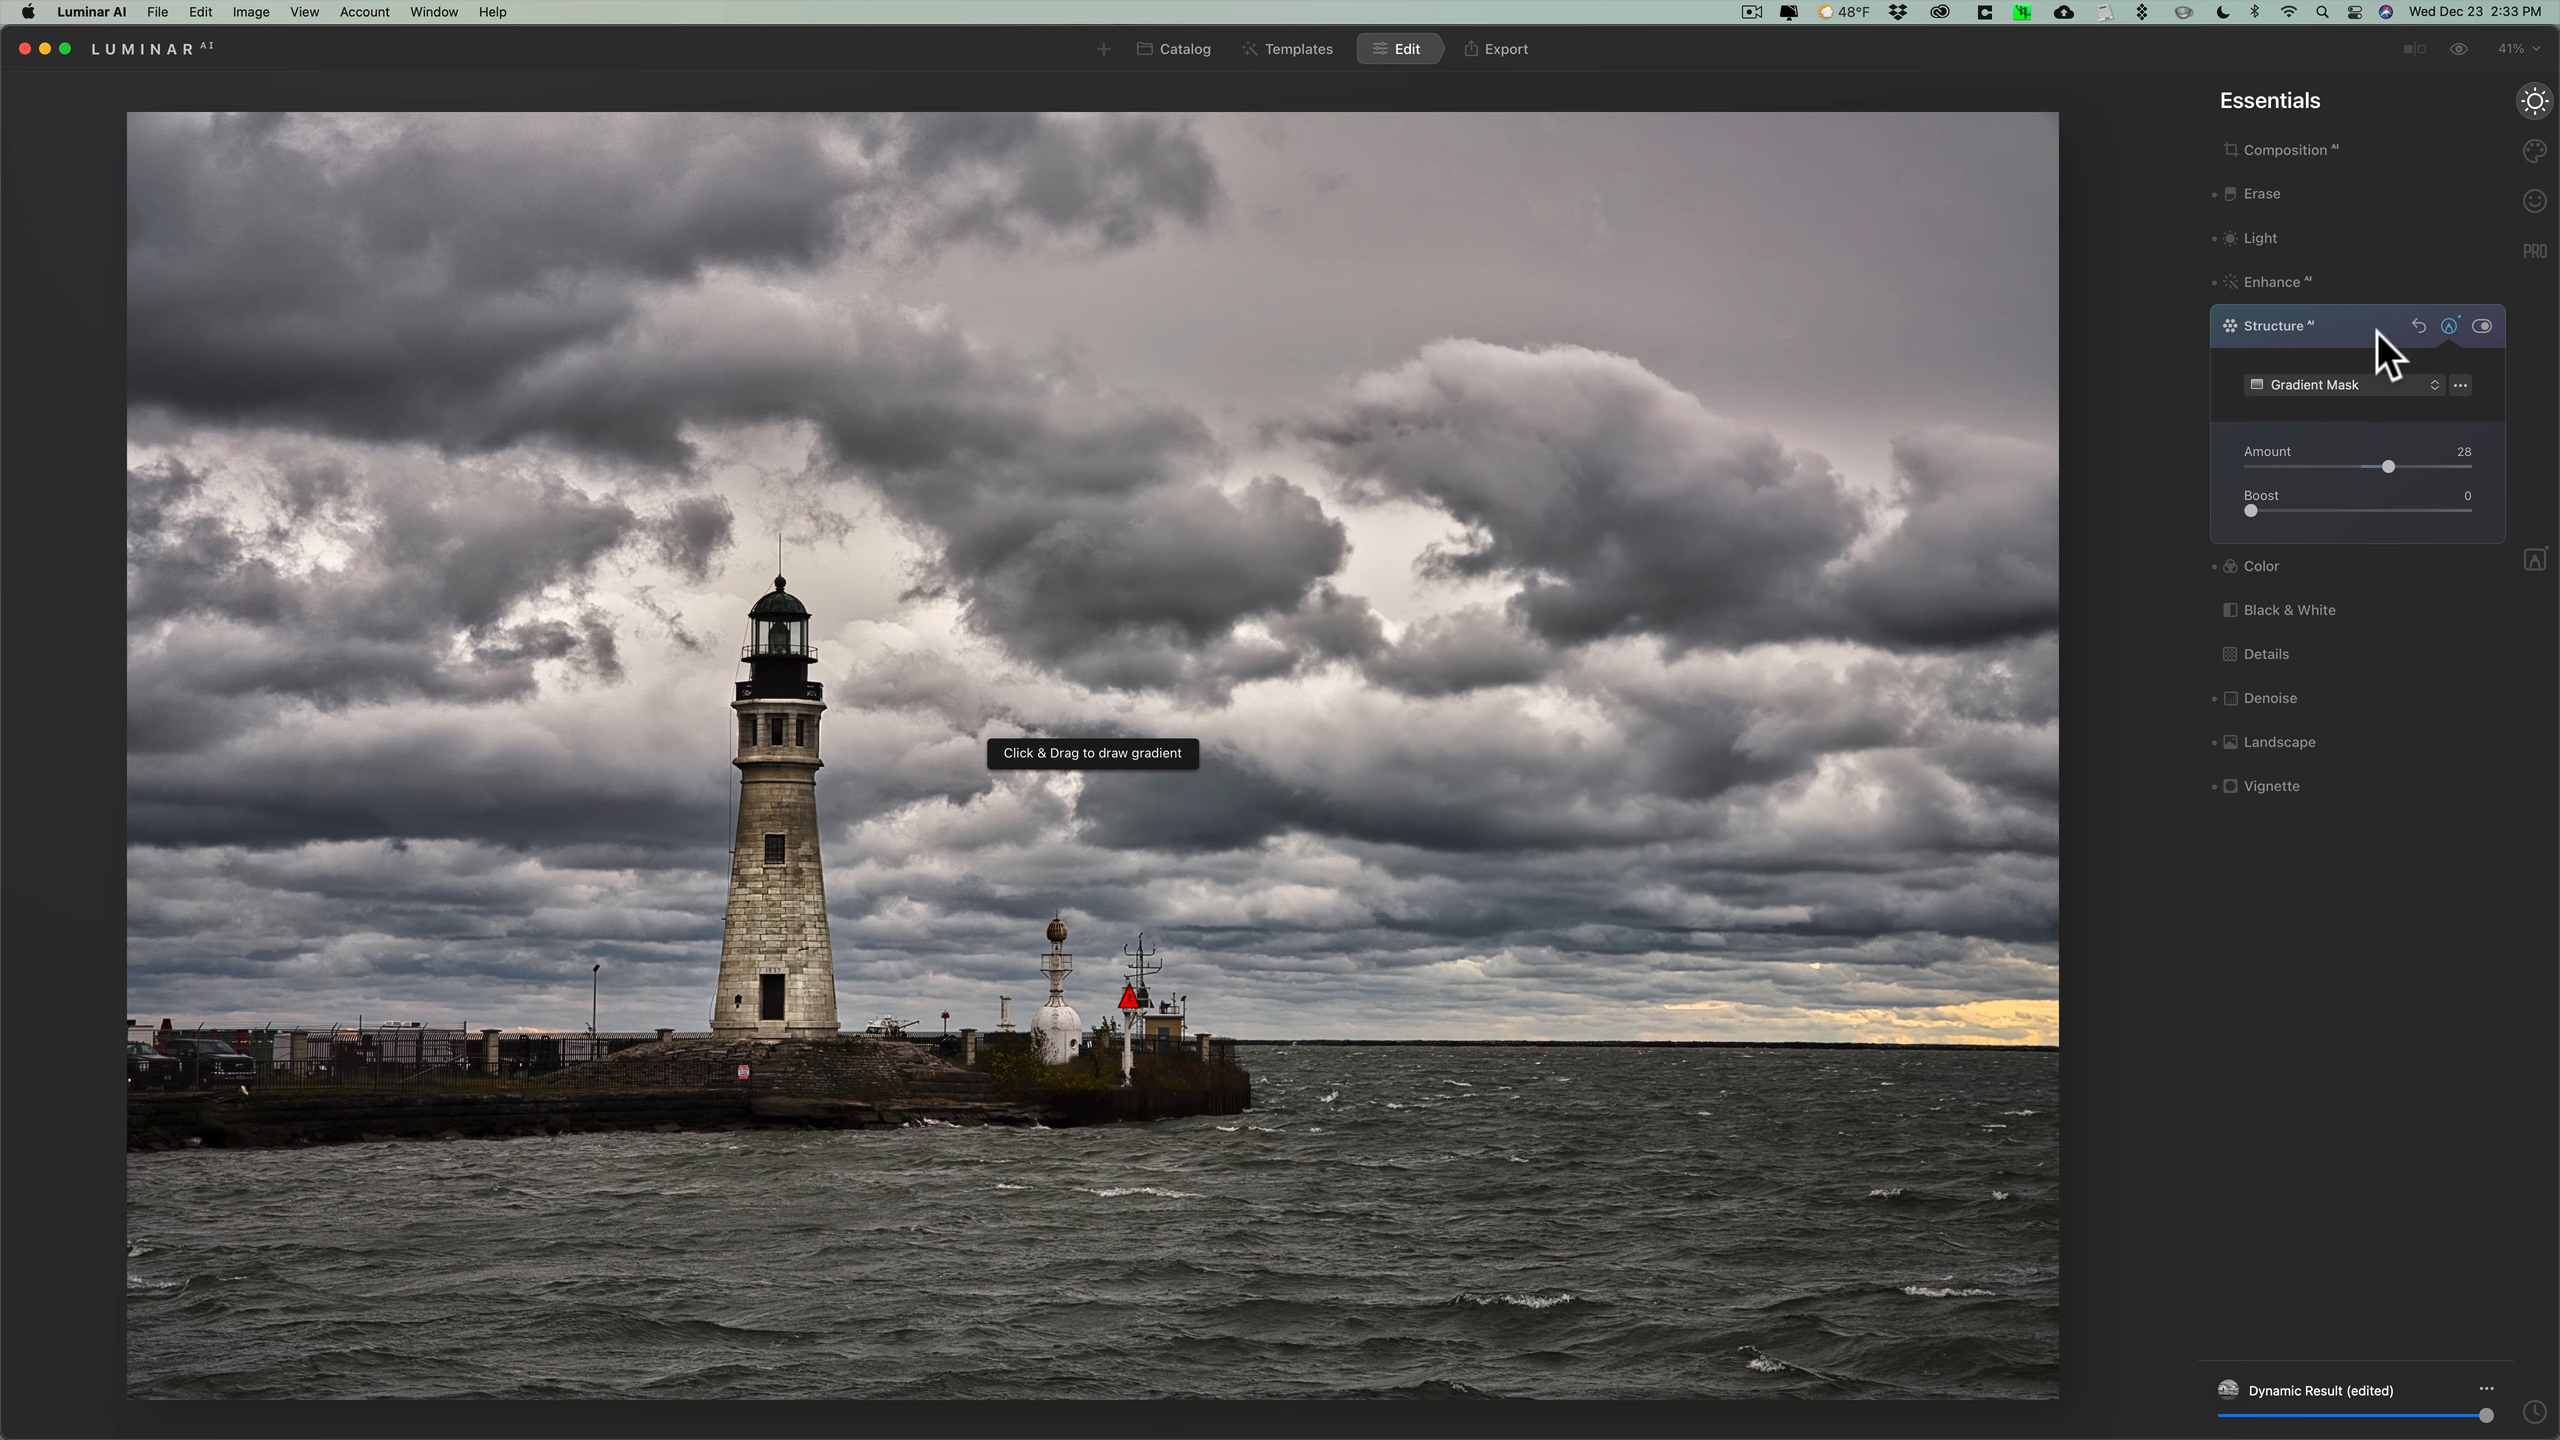 Luminar AI File Edit Image View Account Window Help 48°F Wed Dec 23 2:33 PM
LUMINAR AI Catalog Templates Edit Export 41%
Essentials
Composition AI
Erase
Light
PRO
Enhance AI
Structure AI
Gradient Mask
Amount 28
Boost 0
Color
Black & White
Details
Denoise
Landscape
Vignette
Click & Drag to draw gradient
Dynamic Result (edited)